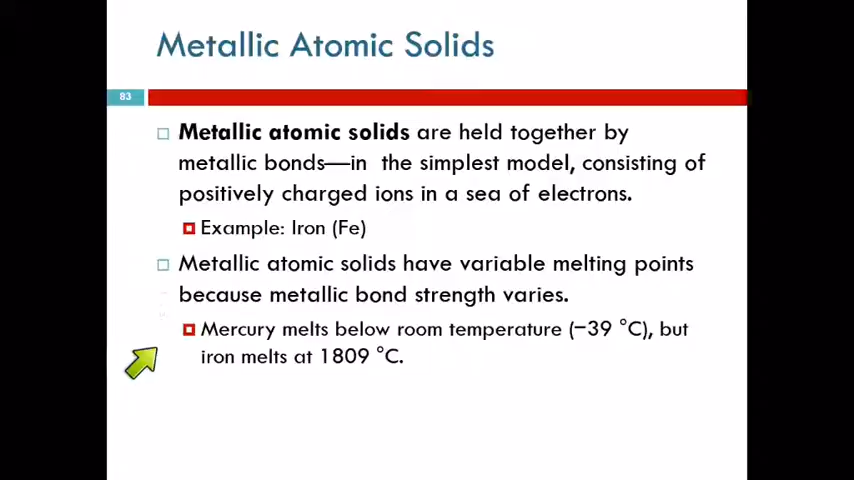 Metallic Atomic Solids
83
Metallic atomic solids are held together by
metallic bonds—in the simplest model, consisting of
positively charged ions in a sea of electrons.
Example: Iron (Fe)
Metallic atomic solids have variable melting points
because metallic bond strength varies.
Mercury melts below room temperature (−39 °C), but
iron melts at 1809 °C.